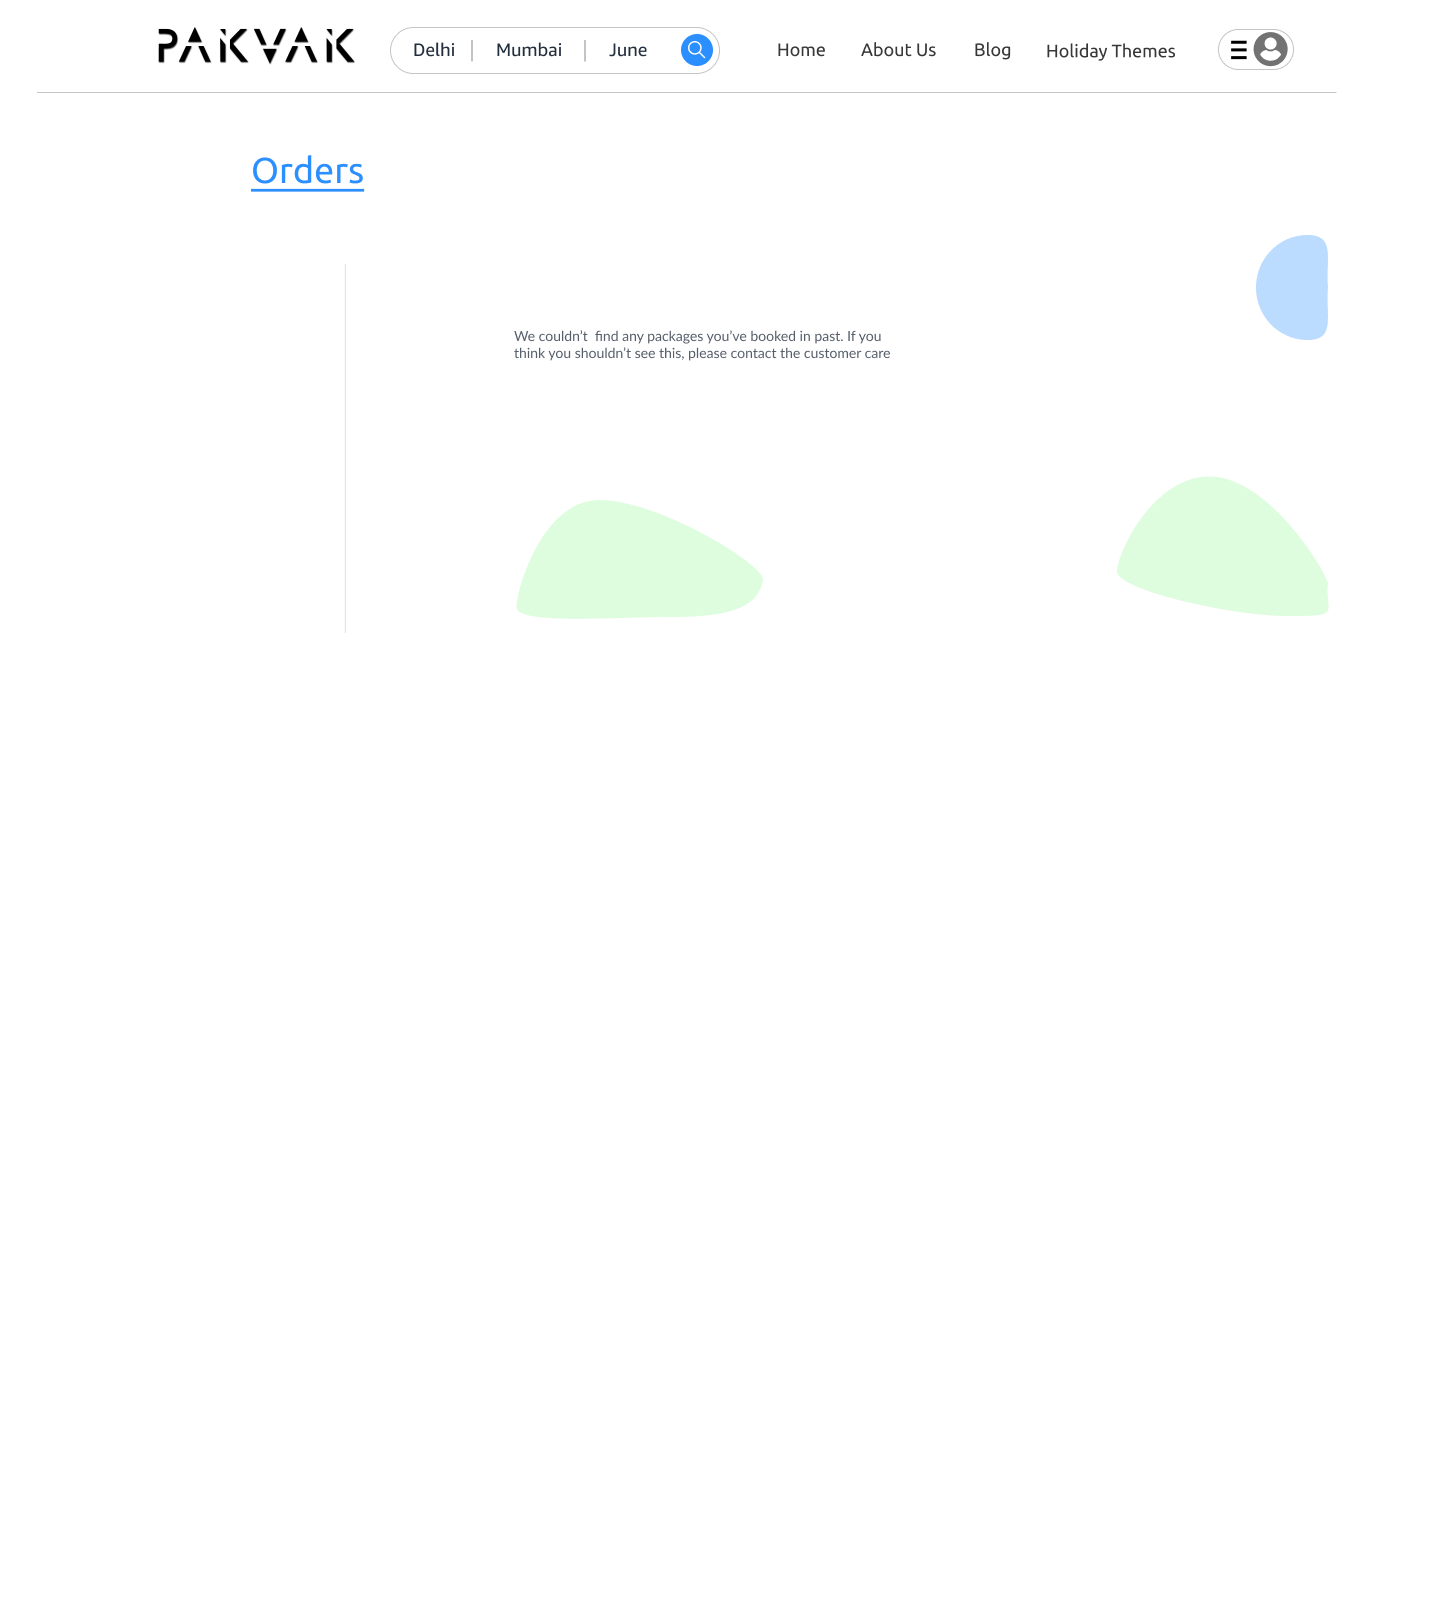 PAKVAK
Delhi | Mumbai | June
Home About Us Blog Holiday Themes
Orders
We couldn’t  find any packages you’ve booked in past. If you
think you shouldn’t see this, please contact the customer care